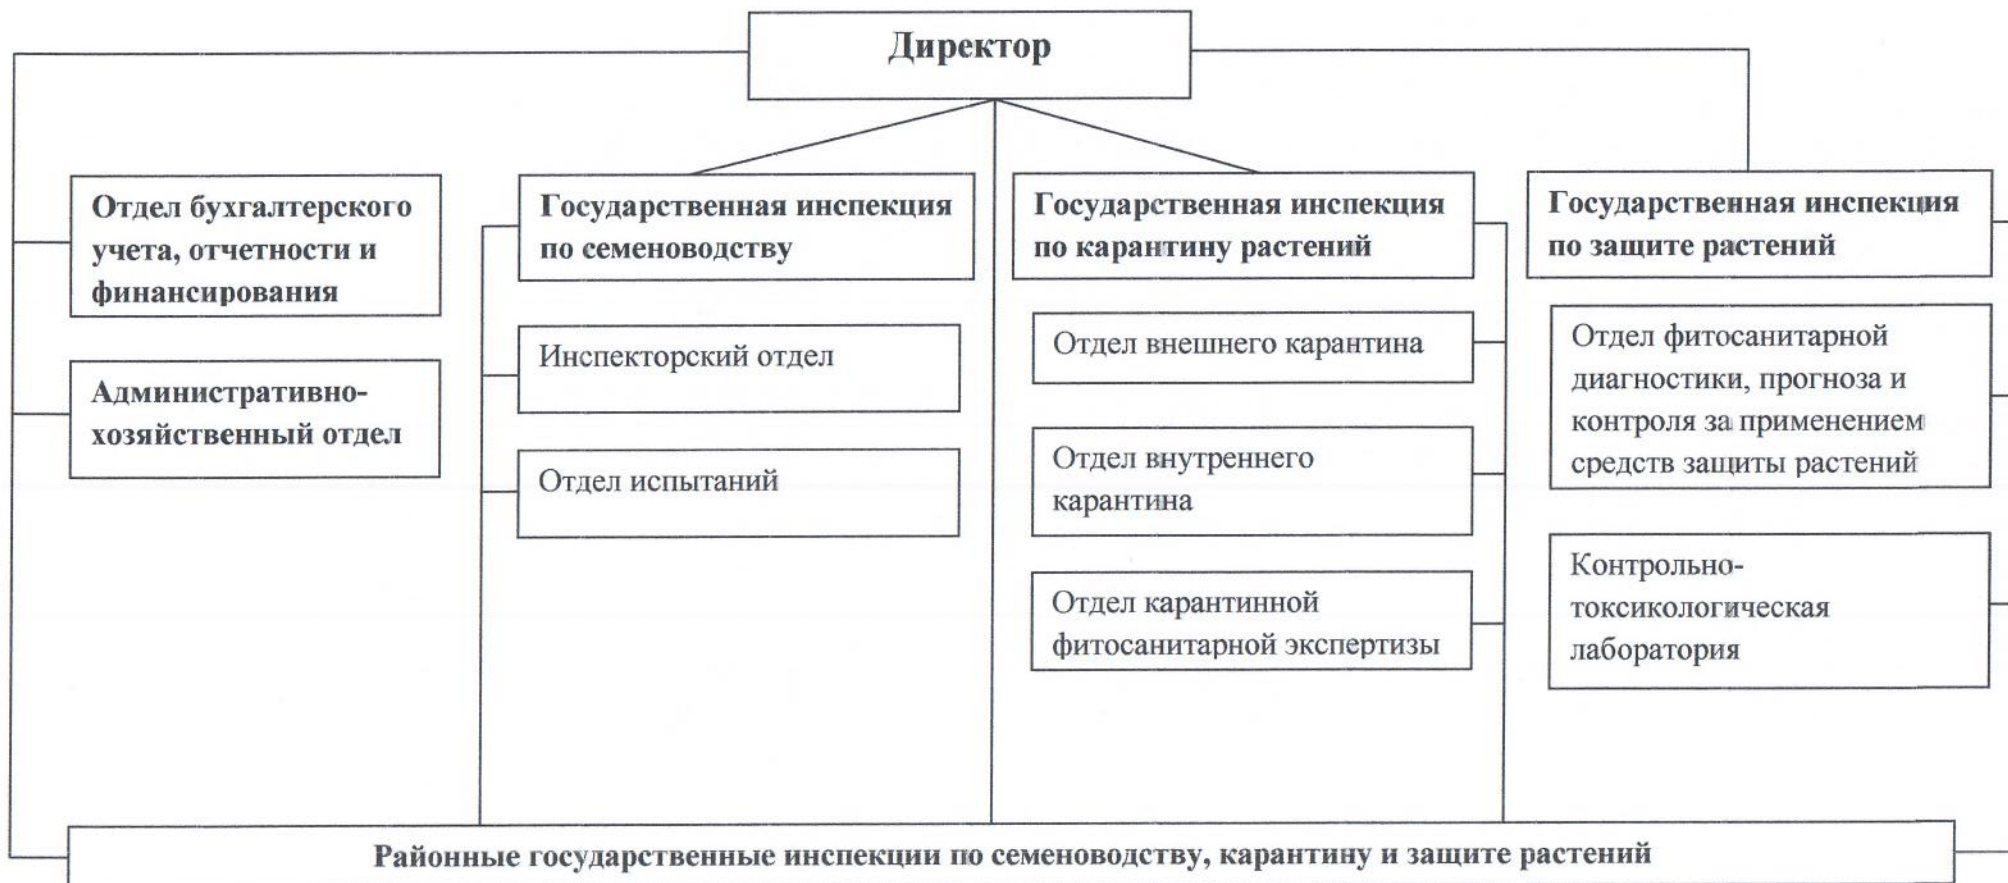 Директор
Отдел бухгалтерского
учета, отчетности и
финансирования
Административно-
хозяйственный отдел
Государственная инспекция
по семеноводству
Инспекторский отдел
Отдел испытаний
Государственная инспекция
по карантину растений
Отдел внешнего карантина
Отдел внутреннего
карантина
Отдел карантинной
фитосанитарной экспертизы
Государственная инспекция
по защите растений
Отдел фитосанитарной
диагностики, прогноза и
контроля за применением
средств защиты растений
Контрольно-
токсикологическая
лаборатория
Районные государственные инспекции по семеноводству, карантину и защите растений